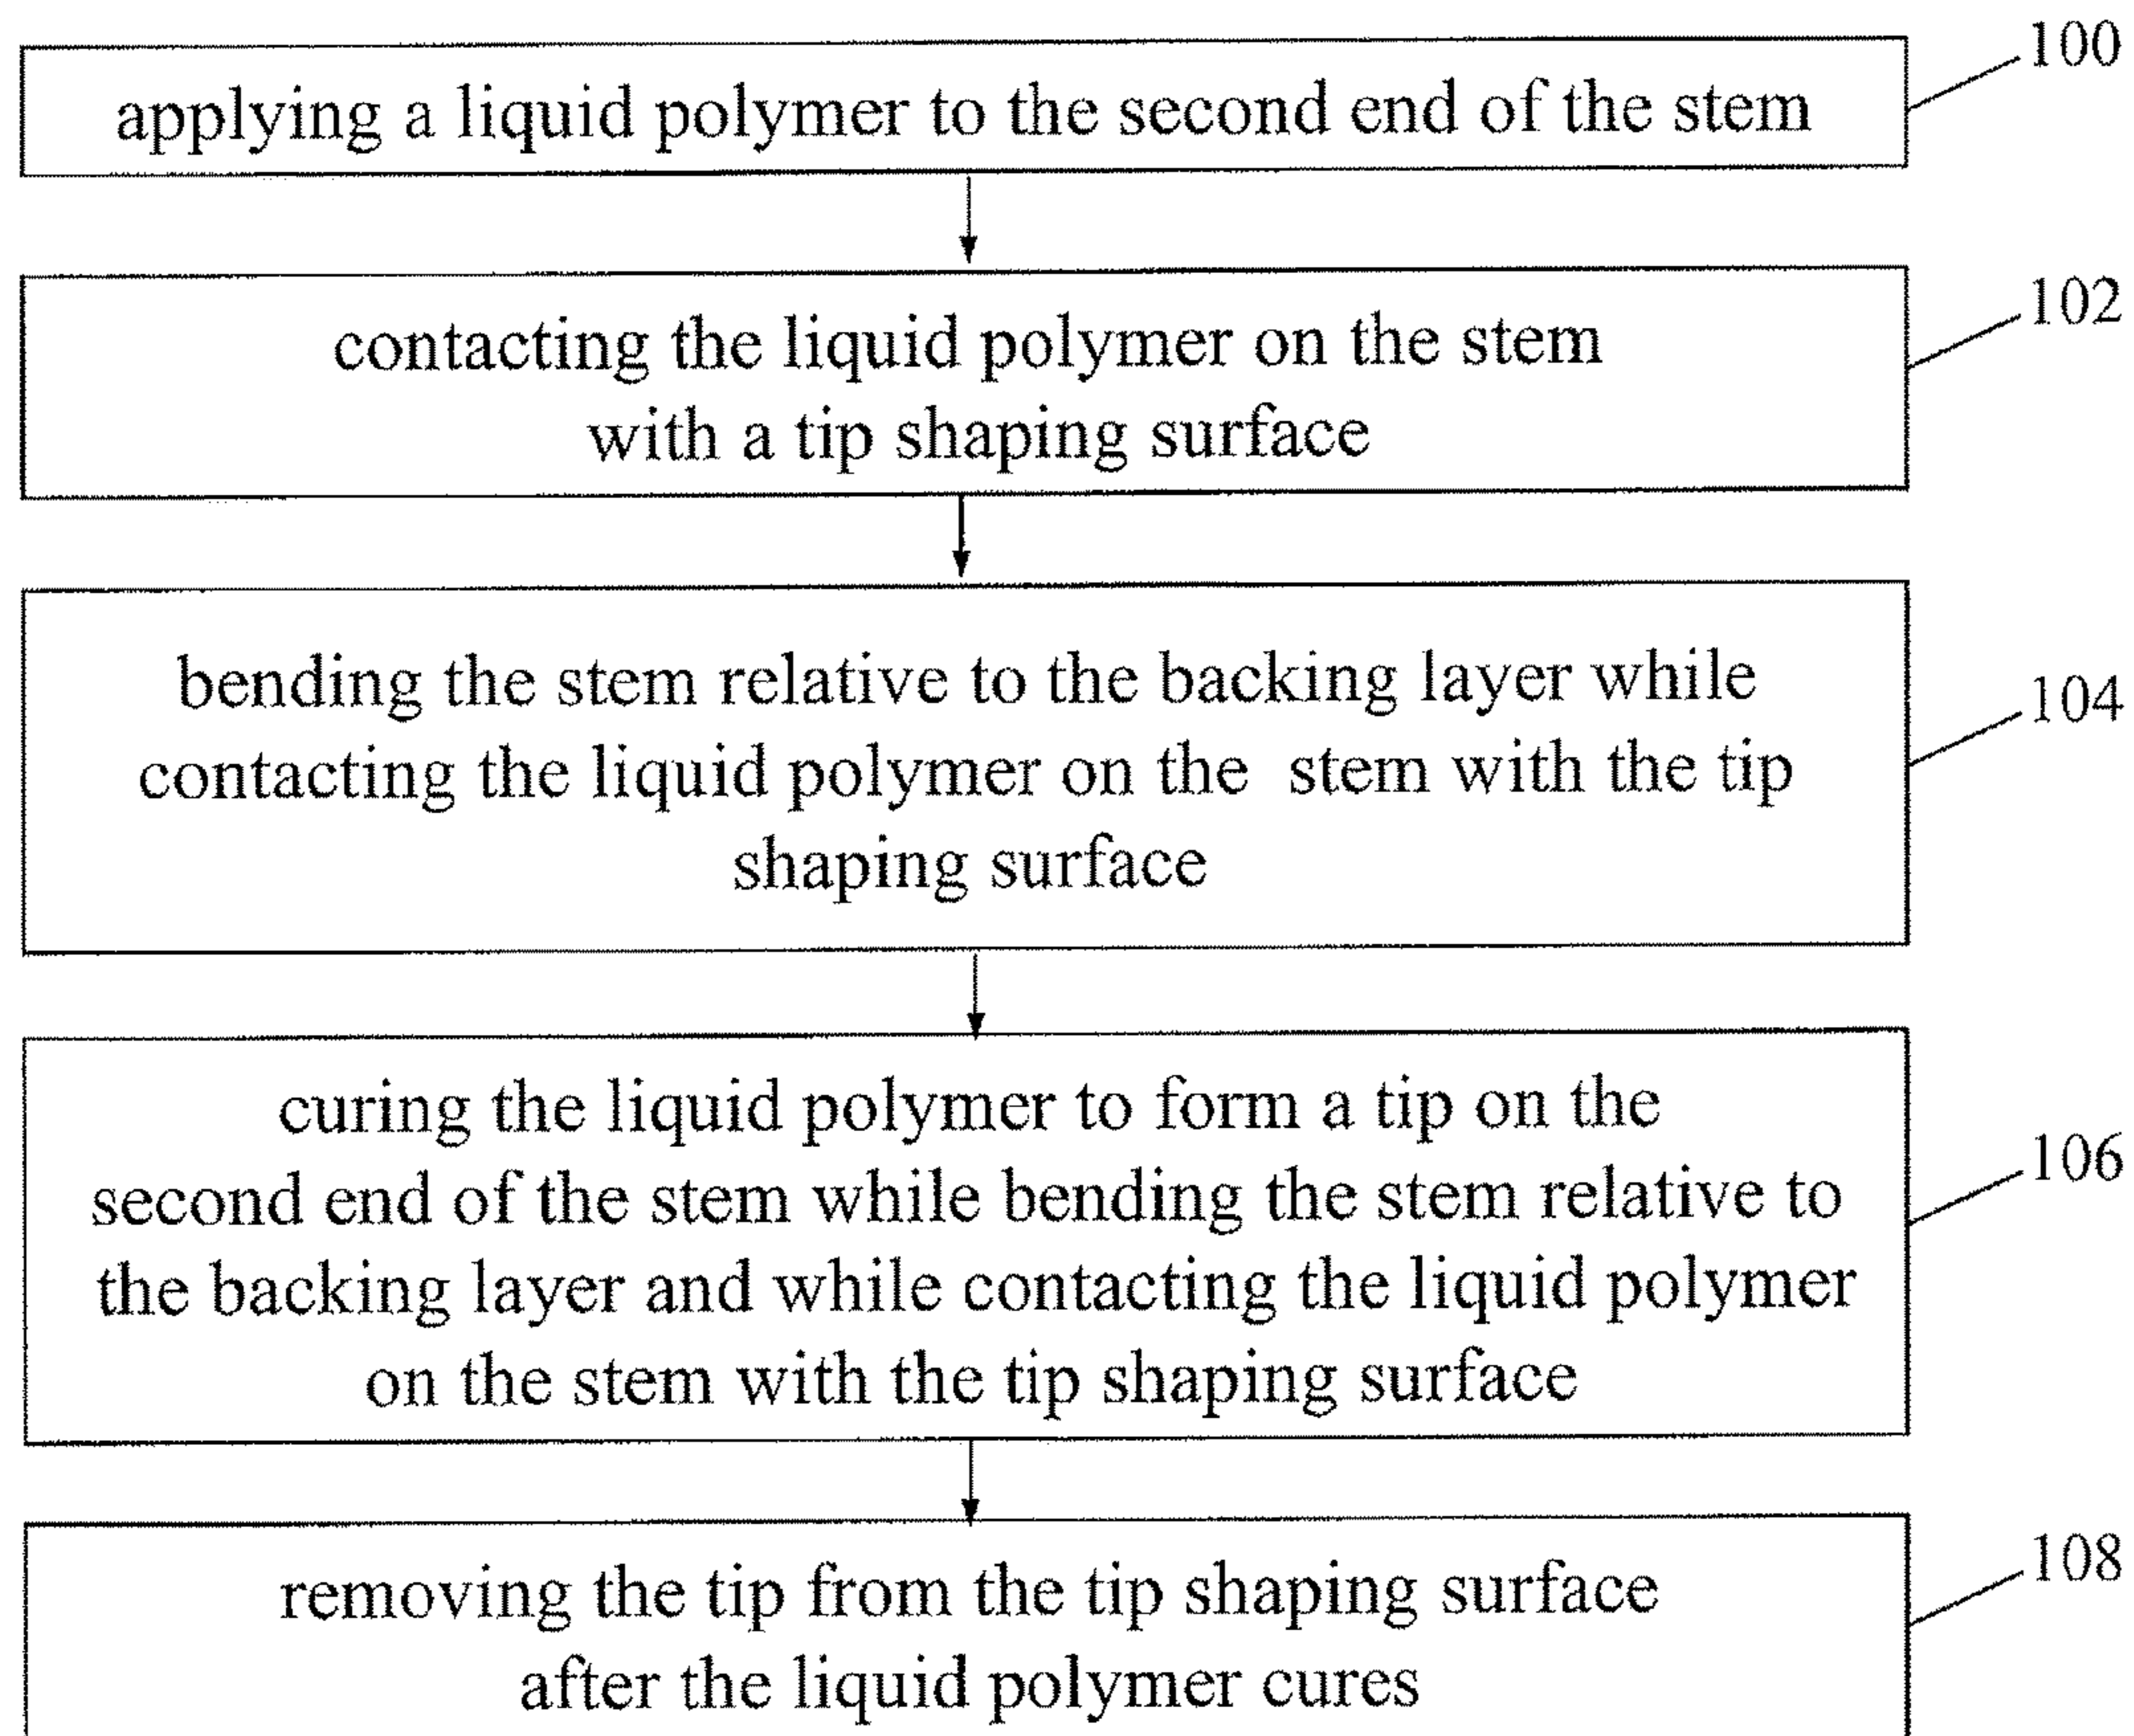 100
applying a liquid polymer to the second end of the stem
102
contacting the liquid polymer on the stem
with a tip shaping surface
104
bending the stem relative to the backing layer while
contacting the liquid polymer on the stem with the tip
shaping surface
106
curing the liquid polymer to form a tip on the
second end of the stem while bending the stem relative to
the backing layer and while contacting the liquid polymer
on the stem with the tip shaping surface
108
removing the tip from the tip shaping surface
after the liquid polymer cures